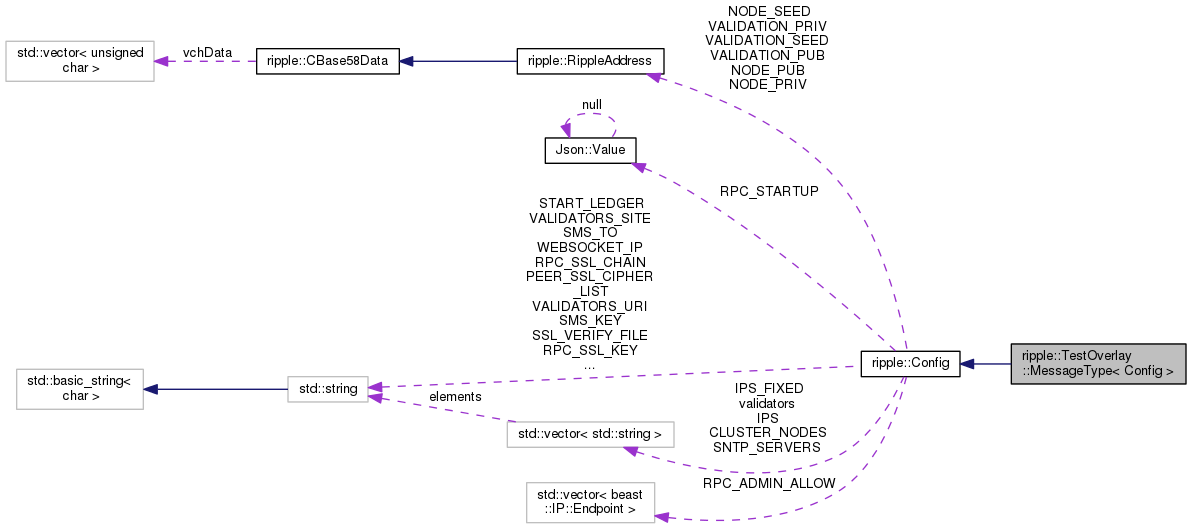 NODE_SEED
VALIDATION_PRIV
VALIDATION_SEED
VALIDATION_PUB
NODE_PUB
NODE_PRIV
std::vector< unsigned
char >
vchData
ripple::CBase58Data
ripple::RippleAddress
null
Json::Value
RPC_STARTUP
START_LEDGER
VALIDATORS_SITE
SMS_TO
WEBSOCKET_IP
RPC_SSL_CHAIN
PEER_SSL_CIPHER
_LIST
VALIDATORS_URI
SMS_KEY
SSL_VERIFY_FILE
RPC_SSL_KEY
...
ripple::Config
ripple::TestOverlay
::MessageType< Config >
std::basic_string<
char >
std::string
elements
std::vector< std::string >
IPS_FIXED
validators
IPS
CLUSTER_NODES
SNTP_SERVERS
RPC_ADMIN_ALLOW
std::vector< beast
::IP::Endpoint >